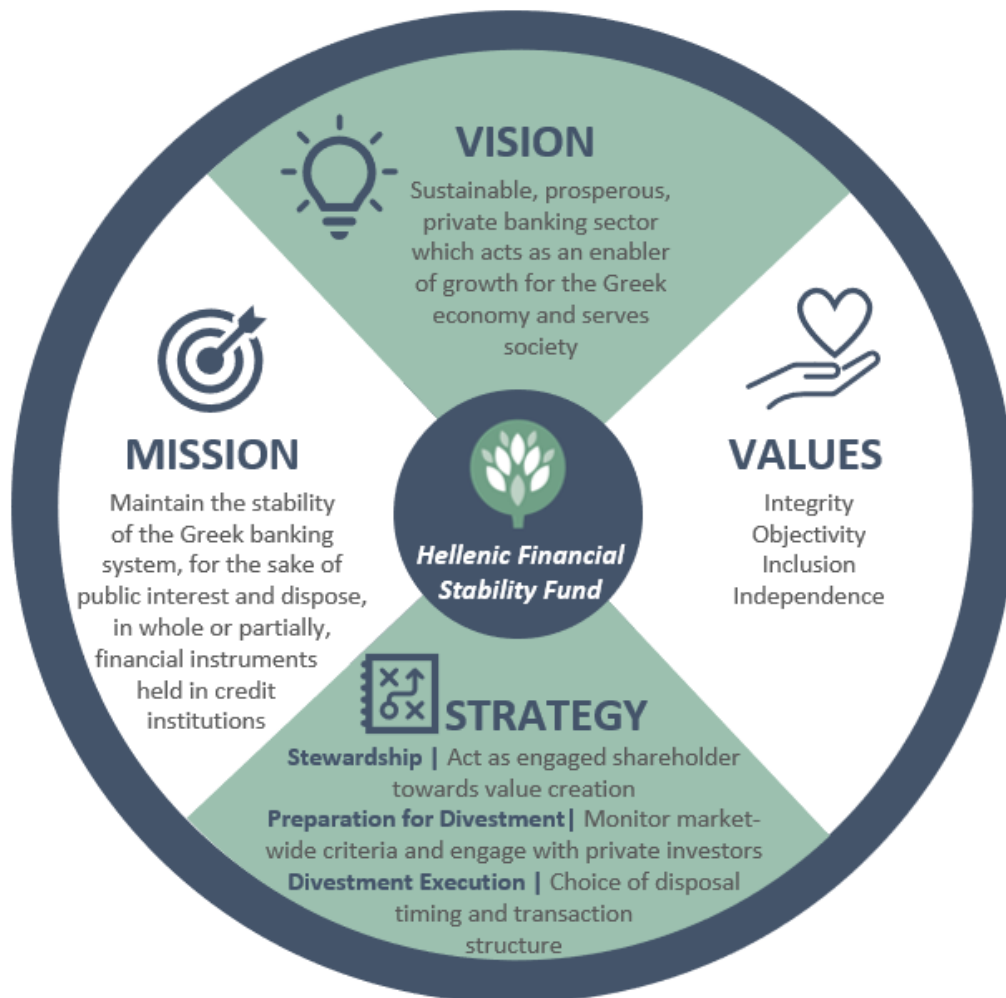 VISION
Sustainable, prosperous,
private banking sector
which acts as an enabler
of growth for the Greek
economy and serves
society
MISSION
Maintain the stability
of the Greek banking
system, for the sake of
public interest and dispose,
in whole or partially,
financial instruments
held in credit
institutions
Hellenic Financial
Stability Fund
VALUES
Integrity
Objectivity
Inclusion
Independence
STRATEGY
Stewardship | Act as engaged shareholder
towards value creation
Preparation for Divestment| Monitor market-
wide criteria and engage with private investors
Divestment Execution | Choice of disposal
timing and transaction
structure